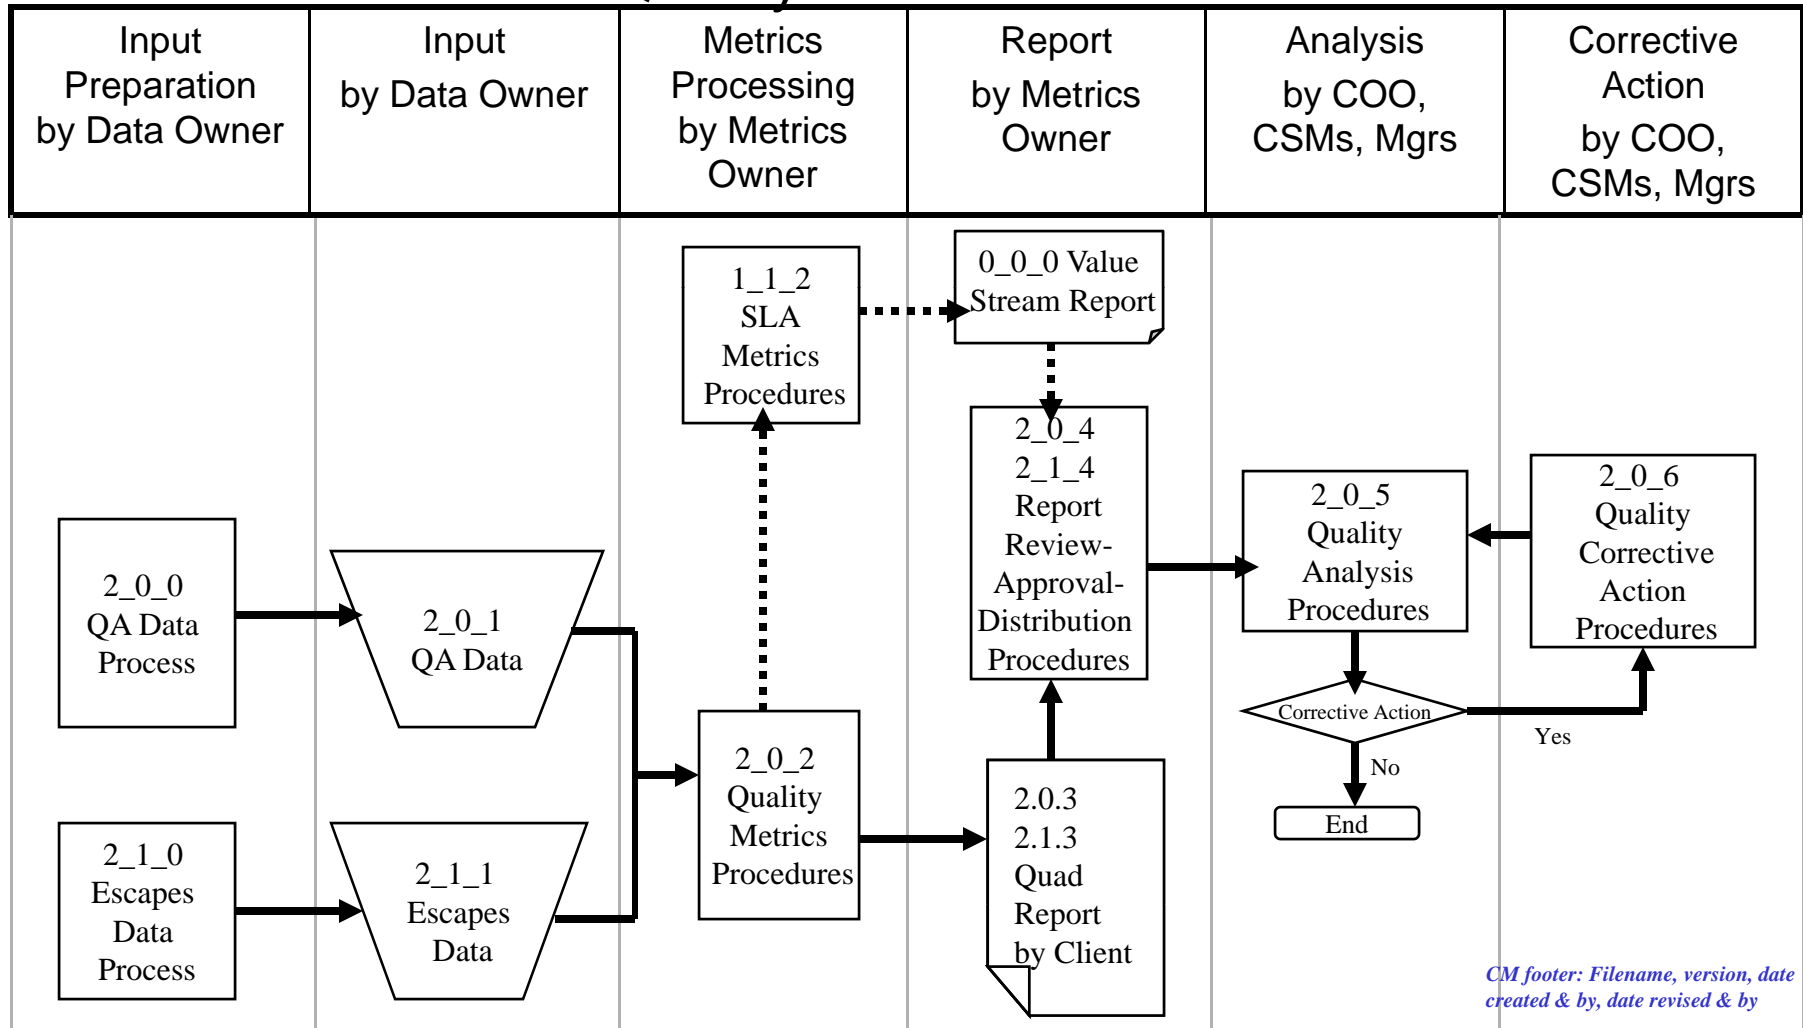 Input
Preparation
by Data Owner
Input
by Data Owner
Metrics
Processing
by Metrics
Owner
Report
by Metrics
Owner
Analysis
by COO,
CSMs, Mgrs
Corrective
Action
by COO,
CSMs, Mgrs
1_1_2
SLA
Metrics
Procedures
0_0_0 Value
Stream Report
2_0_4
2_1_4
Report
Review-
Approval-
Distribution
Procedures
2_0_5
Quality
Analysis
Procedures
2_0_6
Quality
Corrective
Action
Procedures
2_0_0
QA Data
Process
2_0_1
QA Data
Corrective Action
Yes
No
End
2_0_2
Quality
Metrics
Procedures
2.0.3
2.1.3
Quad
Report
by Client
2_1_0
Escapes
Data
Process
2_1_1
Escapes
Data
CM footer: Filename, version, date
created & by, date revised & by